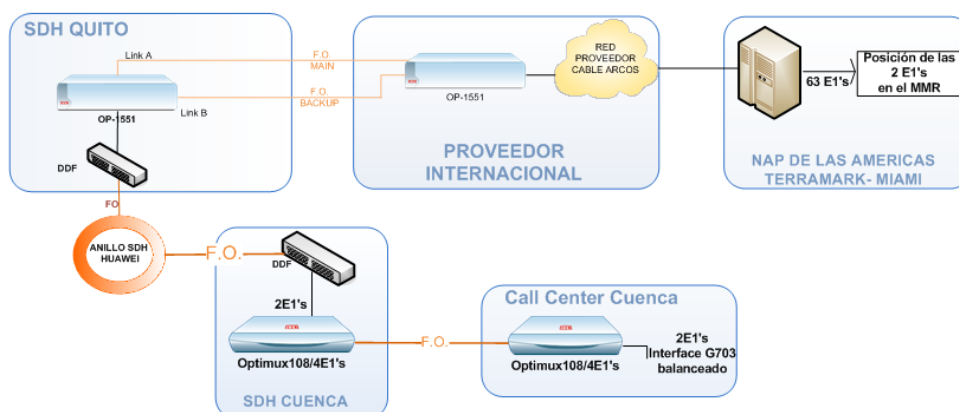 SDH QUITO
Link A
F.O.
MAIN
F.O.
BACKUP
Link B
OP-1551
DDF
FO
OP-1551
RED
PROVEEDOR
CABLE ARCOS
PROVEEDOR
INTERNACIONAL
63 E1's
Posición de las
2 E1's
en el MMR
NAP DE LAS AMERICAS
TERRAMARK- MIAMI
ANILLO SDH
HUAWEI
F.O.
DDF
2E1's
Optimux108/4E1's
SDH CUENCA
F.O.
Call Center Cuenca
Optimux108/4E1's
2E1's
Interface G703
balanceado